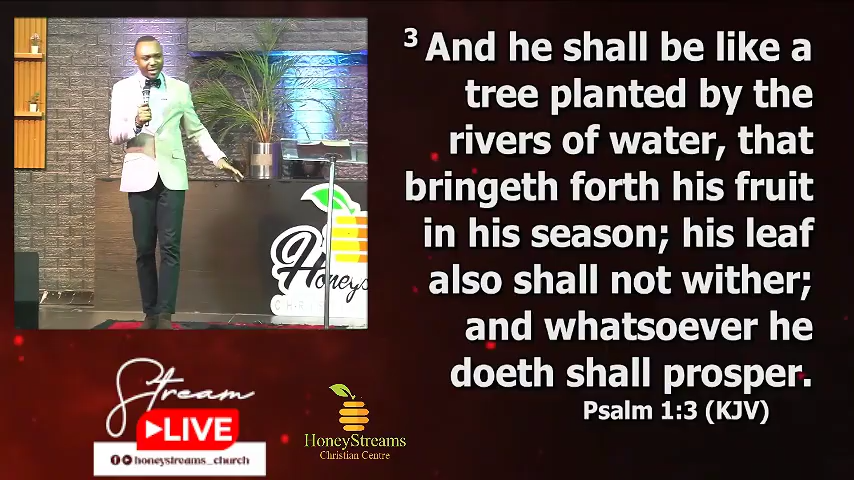 3 And he shall be like a
tree planted by the
rivers of water, that
bringeth forth his fruit
in his season; his leaf
also shall not wither;
and whatsoever he
doeth shall prosper.
Psalm 1:3 (KJV)
Honeys
CHRIS
Stream
LIVE
honeystreams_church
HoneyStreams
Christian Centre